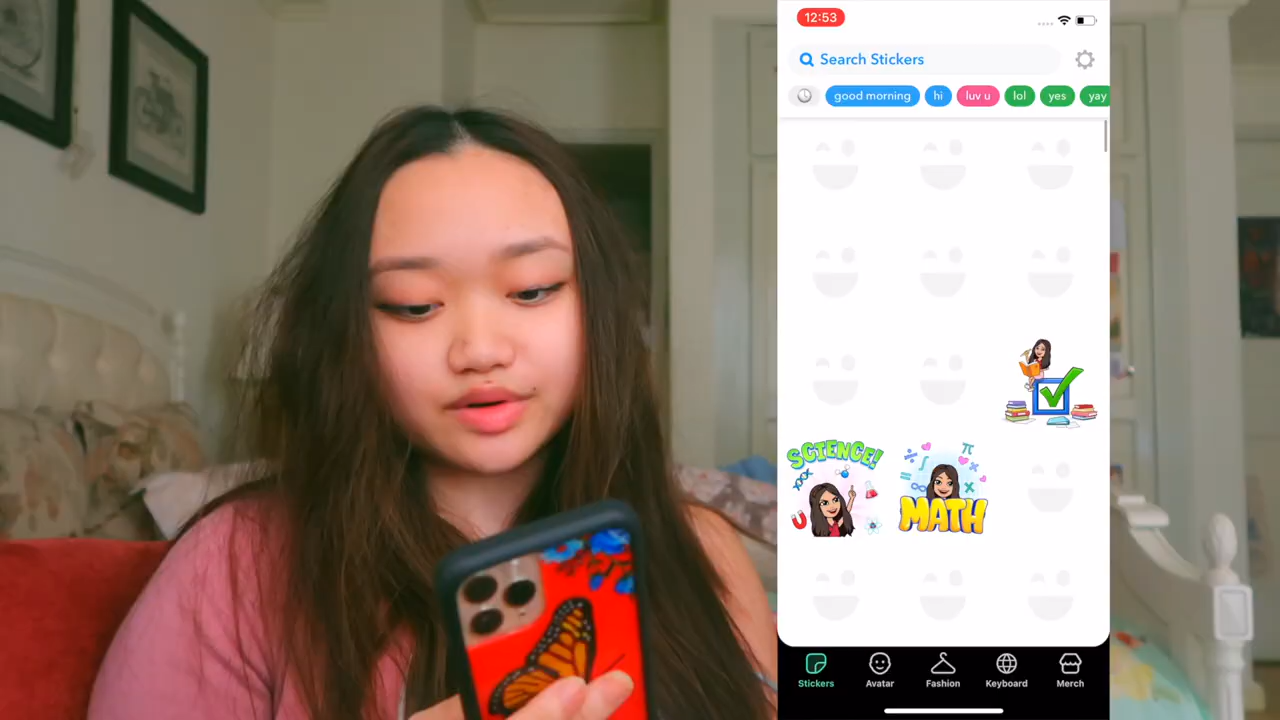 12:53
Search Stickers
good morning
hi
luv u
lol
yes
yay
SCIENCE!
MATH
Stickers
Avatar
Fashion
Keyboard
Merch